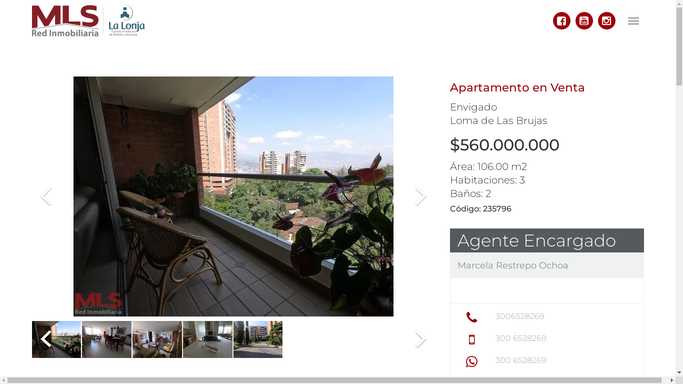 MLS
Red Inmobiliaria
La Lonja
Apartamento en Venta
Envigado
Loma de Las Brujas
$560.000.000
Área: 106.00 m2
Habitaciones: 3
Baños: 2
Código: 235796
Agente Encargado
Marcela Restrepo Ochoa
3006528269
300 6528269
300 6528269
MLS
Red Inmobiliaria